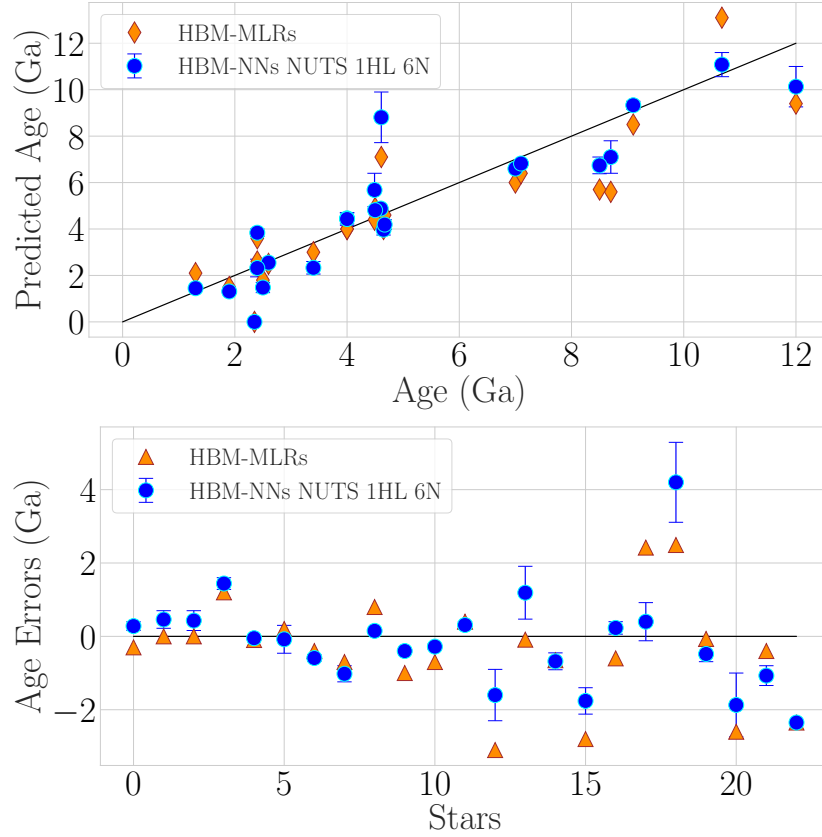 12
10
8
6
4
2
0
Predicted Age (Ga)
HBM-MLRs
HBM-NNs NUTS 1HL 6N
0 2 4 6 8 10 12
Age (Ga)
4
2
0
−2
Age Errors (Ga)
HBM-MLRs
HBM-NNs NUTS 1HL 6N
0 5 10 15 20
Stars